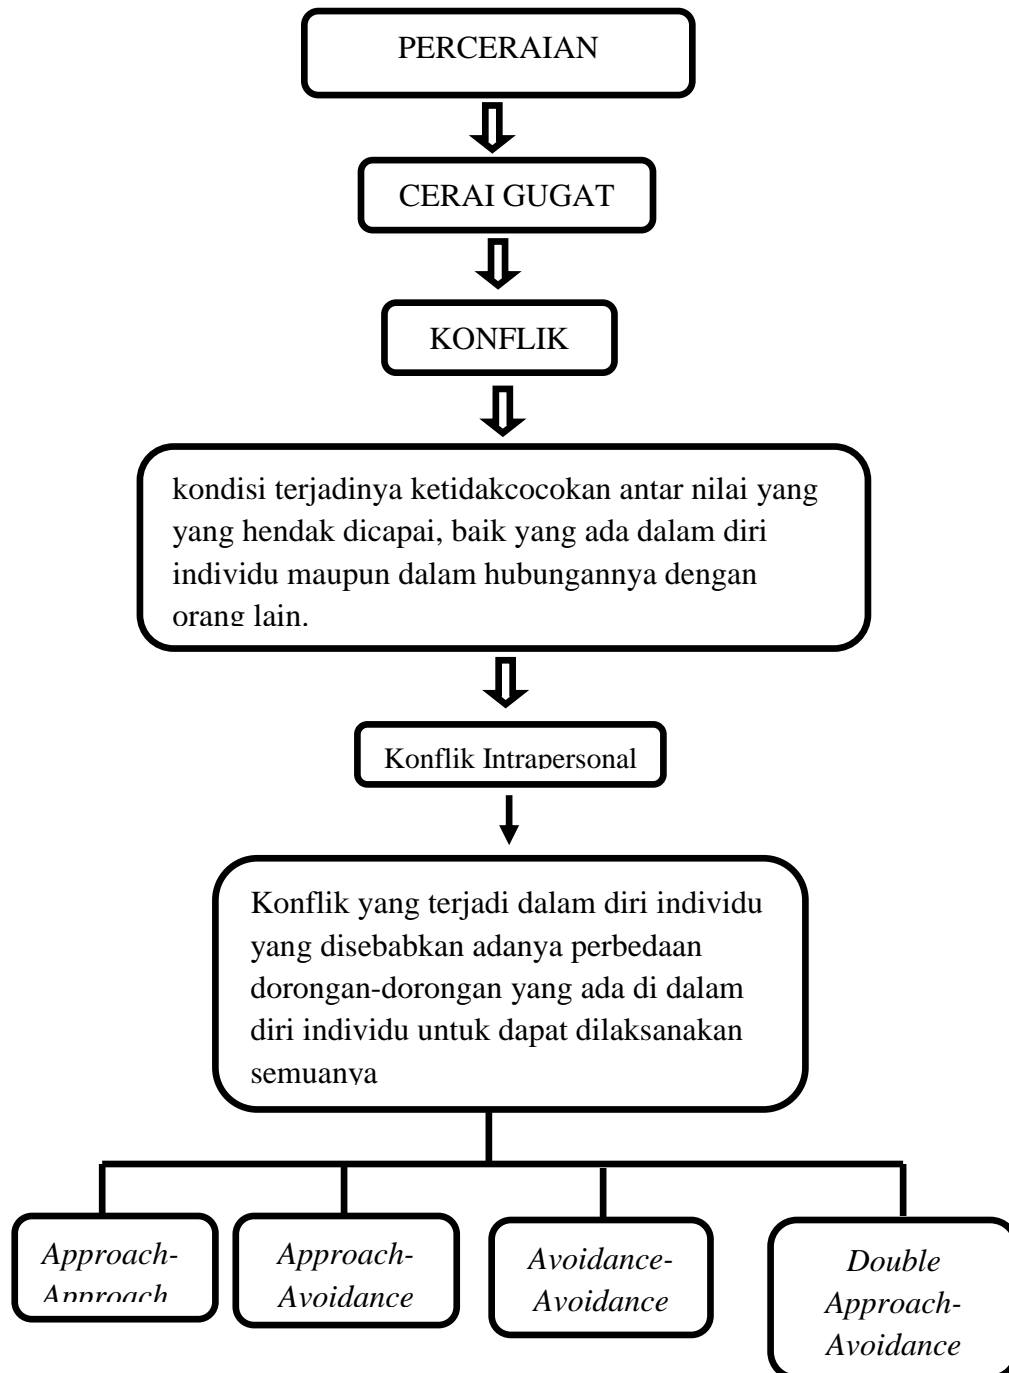 PERCERAIAN
CERAI GUGAT
KONFLIK
kondisi terjadinya ketidakcocokan antar nilai yang
yang hendak dicapai, baik yang ada dalam diri
individu maupun dalam hubungannya dengan
orang lain.
Konflik Intrapersonal
Konflik yang terjadi dalam diri individu
yang disebabkan adanya perbedaan
dorongan-dorongan yang ada di dalam
diri individu untuk dapat dilaksanakan
semuanya
Approach-
Approach
Approach-
Avoidance
Avoidance-
Avoidance
Double
Approach-
Avoidance